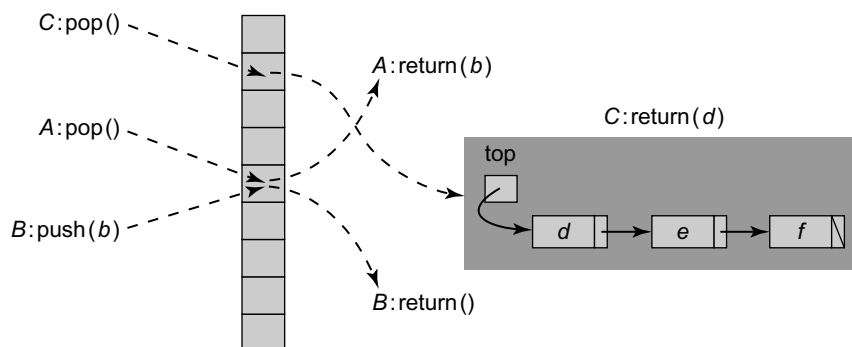 C:pop()
A:return(b)
A:pop()
C:return(d)
top
B:push(b)
d
e
f
B:return()